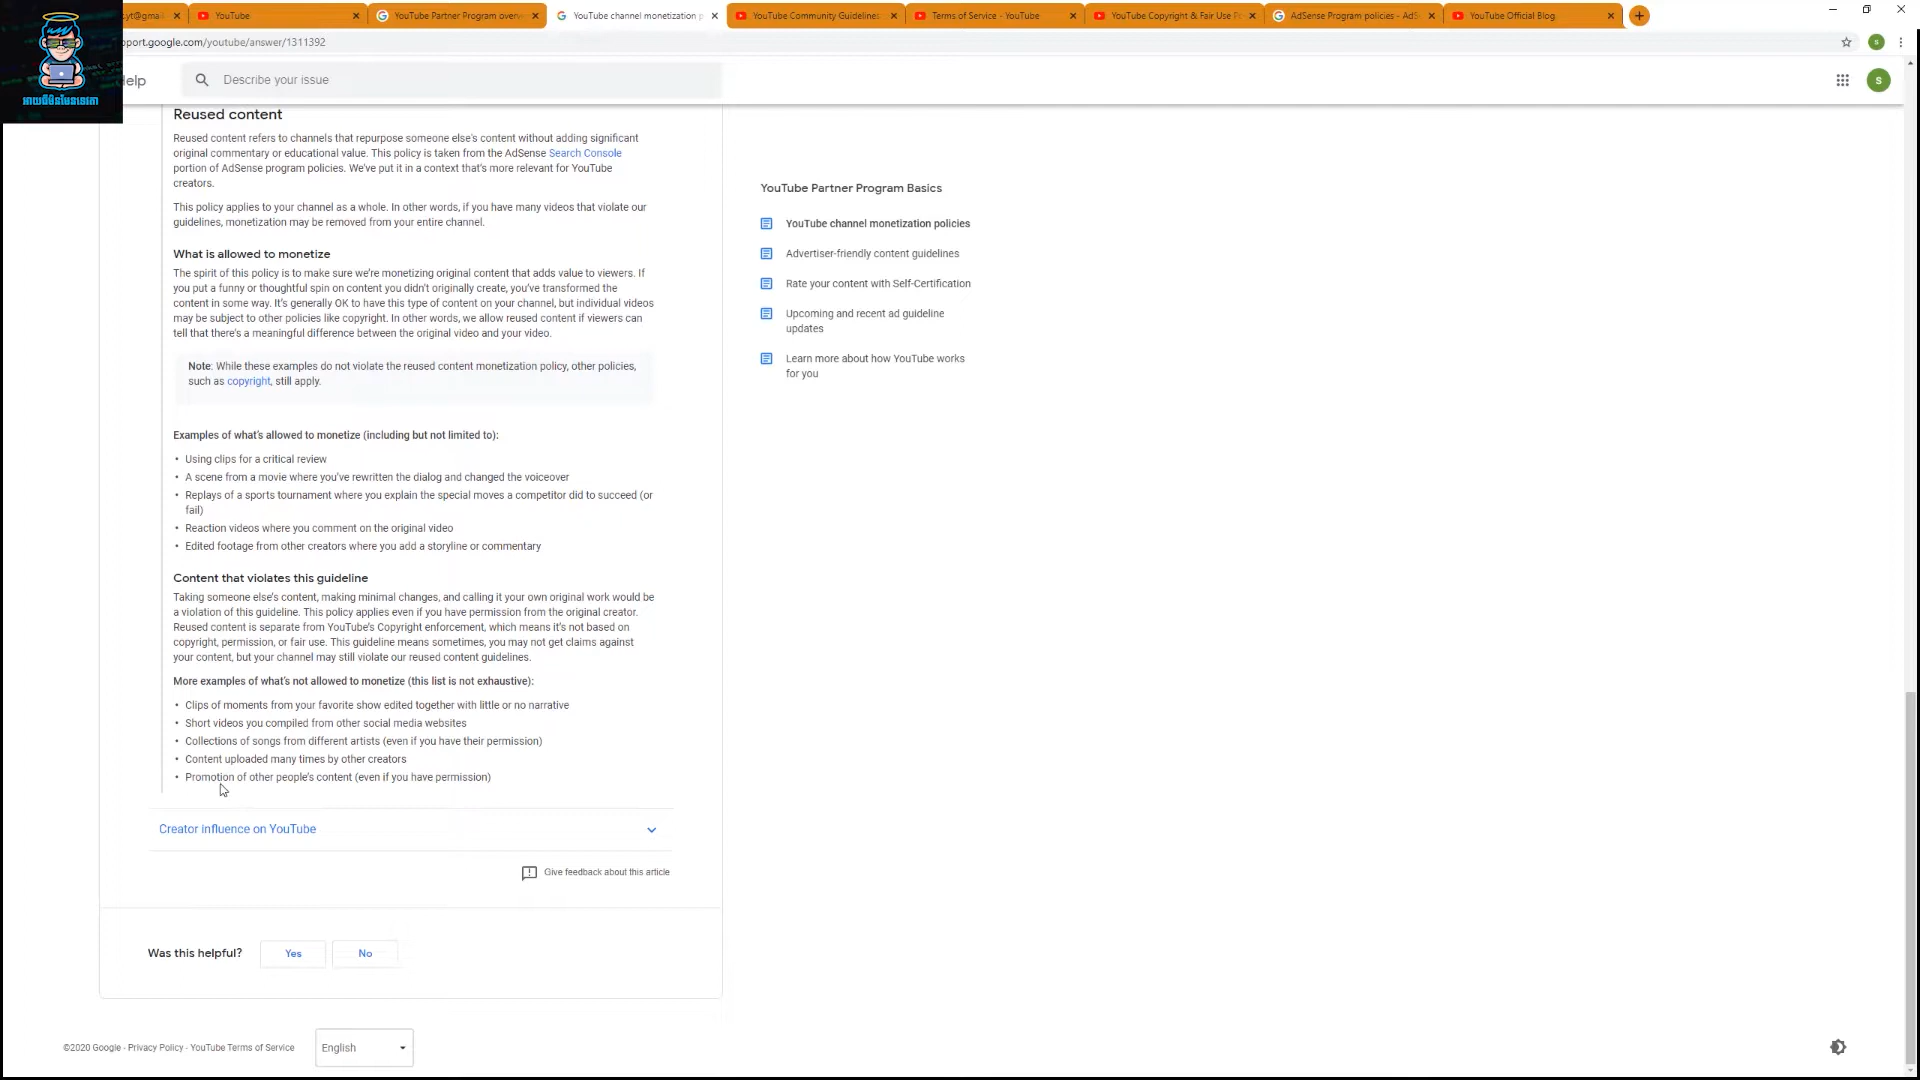 cyt@gmai
YouTube
YouTube Partner Program overv
YouTube channel monetization p
YouTube Community Guidelines
Terms of Service - YouTube
YouTube Copyright & Fair Use Po
AdSense Program policies - AdS
YouTube Official Blog
pport.google.com/youtube/answer/1311392
S
elp
Describe your issue
S
Reused content
Reused content refers to channels that repurpose someone else's content without adding significant
original commentary or educational value. This policy is taken from the AdSense Search Console
portion of AdSense program policies. We've put it in a context that's more relevant for YouTube
creators.
This policy applies to your channel as a whole. In other words, if you have many videos that violate our
guidelines, monetization may be removed from your entire channel.
What is allowed to monetize
The spirit of this policy is to make sure we're monetizing original content that adds value to viewers. If
you put a funny or thoughtful spin on content you didn't originally create, you've transformed the
content in some way. It's generally OK to have this type of content on your channel, but individual videos
may be subject to other policies like copyright. In other words, we allow reused content if viewers can
tell that there's a meaningful difference between the original video and your video.
Note: While these examples do not violate the reused content monetization policy, other policies,
such as copyright, still apply.
Examples of what's allowed to monetize (including but not limited to):
• Using clips for a critical review
• A scene from a movie where you've rewritten the dialog and changed the voiceover
• Replays of a sports tournament where you explain the special moves a competitor did to succeed (or
fail)
• Reaction videos where you comment on the original video
• Edited footage from other creators where you add a storyline or commentary
Content that violates this guideline
Taking someone else's content, making minimal changes, and calling it your own original work would be
a violation of this guideline. This policy applies even if you have permission from the original creator.
Reused content is separate from YouTube's Copyright enforcement, which means it's not based on
copyright, permission, or fair use. This guideline means sometimes, you may not get claims against
your content, but your channel may still violate our reused content guidelines.
More examples of what's not allowed to monetize (this list is not exhaustive):
• Clips of moments from your favorite show edited together with little or no narrative
• Short videos you compiled from other social media websites
• Collections of songs from different artists (even if you have their permission)
• Content uploaded many times by other creators
• Promotion of other people's content (even if you have permission)
Creator influence on YouTube
Give feedback about this article
Was this helpful?
Yes
No
YouTube Partner Program Basics
YouTube channel monetization policies
Advertiser-friendly content guidelines
Rate your content with Self-Certification
Upcoming and recent ad guideline
updates
Learn more about how YouTube works
for you
©2020 Google - Privacy Policy - YouTube Terms of Service
English